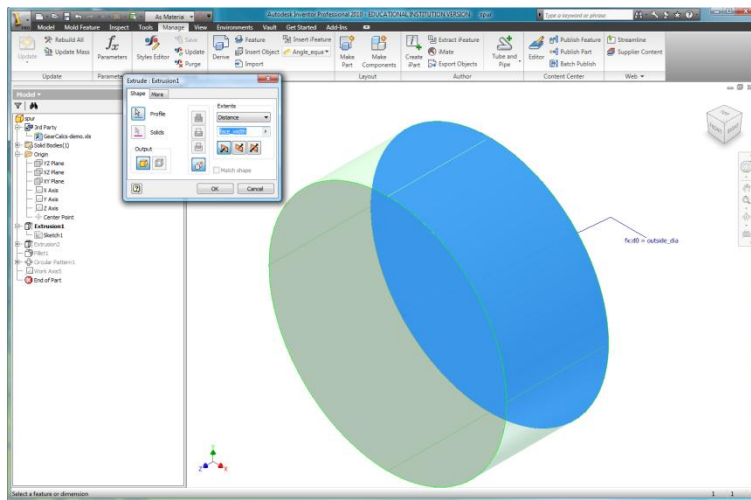 As Material
Autodesk Inventor Professional 2010 - EDUCATIONAL INSTITUTION VERSION spur
Type a keyword or phrase
Model Mold Feature Inspect Tools Manage View Environments Vault Get Started Add-Ins
Update
Rebuild All
Update Mass
Parameters
Styles Editor
Save
Update
Purge
Derive
Feature
Insert Object
Import
Insert iFeature
Angle_equa
Make Part
Make Components
Create iPart
Extract iFeature
iMate
Export Objects
Tube and Pipe
Editor
Publish Feature
Publish Part
Batch Publish
Streamline
Supplier Content
Update Layout Author Content Center Web
Extrude : Extrusion1
Shape More
Profile
Solids
Output
Extents
Distance
face_width
Match shape
OK Cancel
Model
spur
3rd Party
GearCalcs-demo.xls
Solid Bodies(1)
Origin
YZ Plane
XZ Plane
XY Plane
X Axis
Y Axis
Z Axis
Center Point
Extrusion1
Sketch1
Extrusion2
Fillet1
Circular Pattern1
Work Axis3
End of Part
fx:d0 = outside_dia
FRONT
Y
Z
X
Select a feature or dimension
1 1